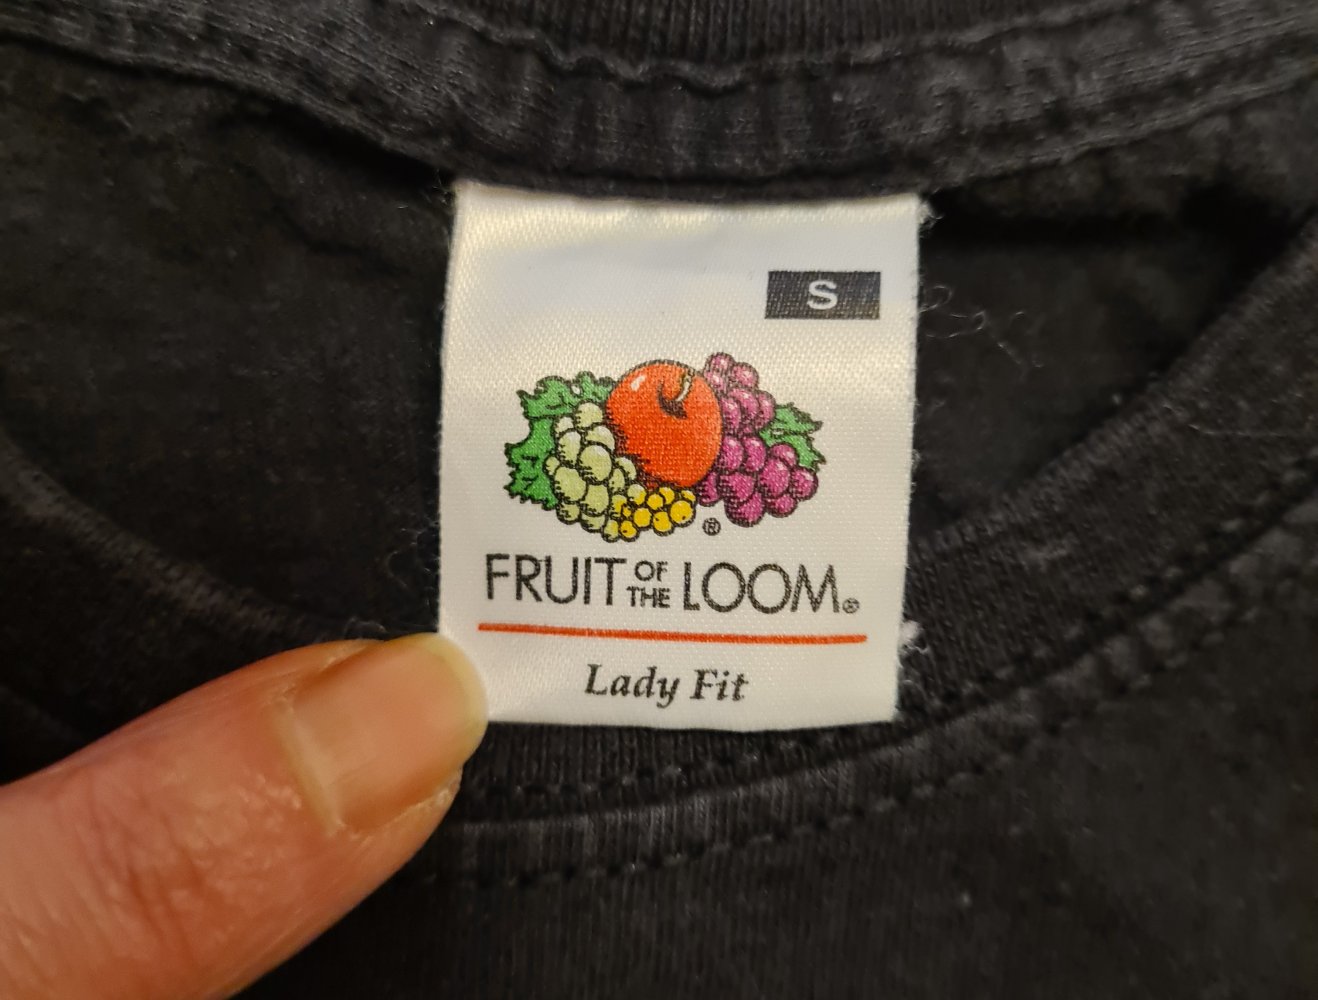 S
®
FRUIT OF THE LOOM®
Lady Fit